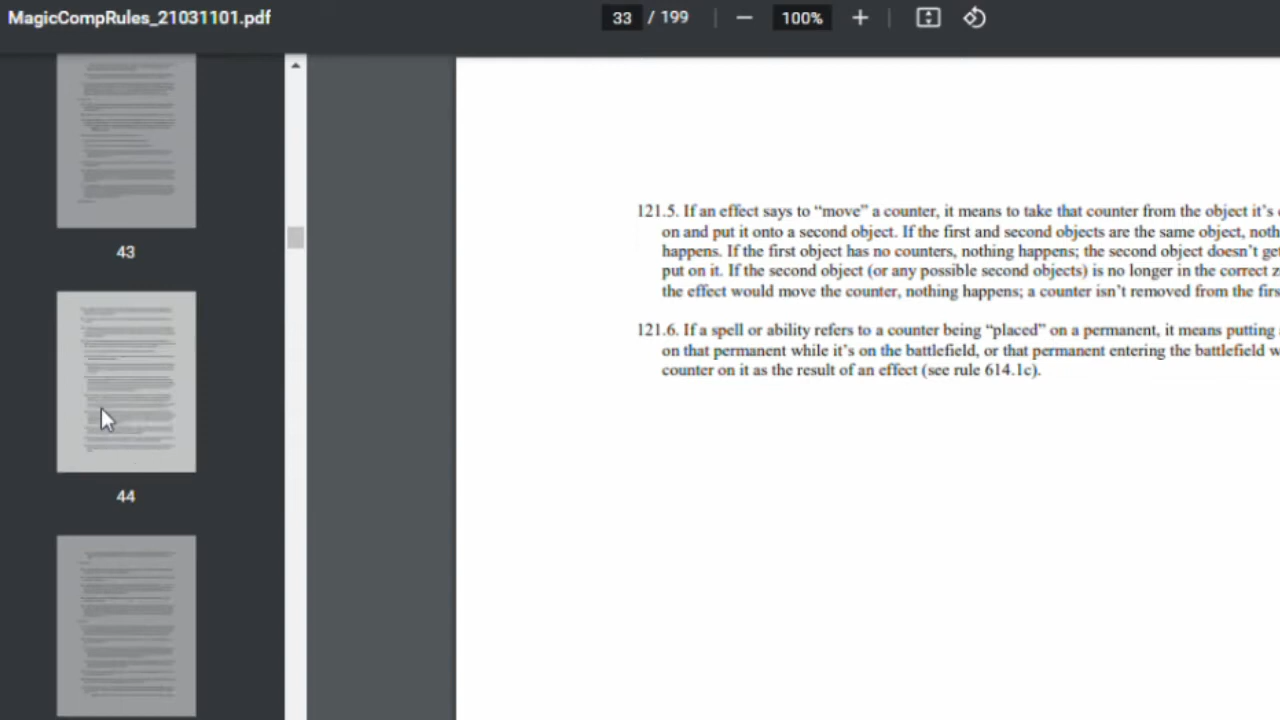 MagicCompRules_21031101.pdf
33 / 199
100%
43
44
121.5. If an effect says to “move” a counter, it means to take that counter from the object it’s
on and put it onto a second object. If the first and second objects are the same object,
happens. If the first object has no counters, nothing happens; the second object doesn’t
put on it. If the second object (or any possible second objects) is no longer in the correct
the effect would move the counter, nothing happens; a counter isn’t removed from the
121.6. If a spell or ability refers to a counter being “placed” on a permanent, it means putting
on that permanent while it’s on the battlefield, or that permanent entering the battlefield
counter on it as the result of an effect (see rule 614.1c).